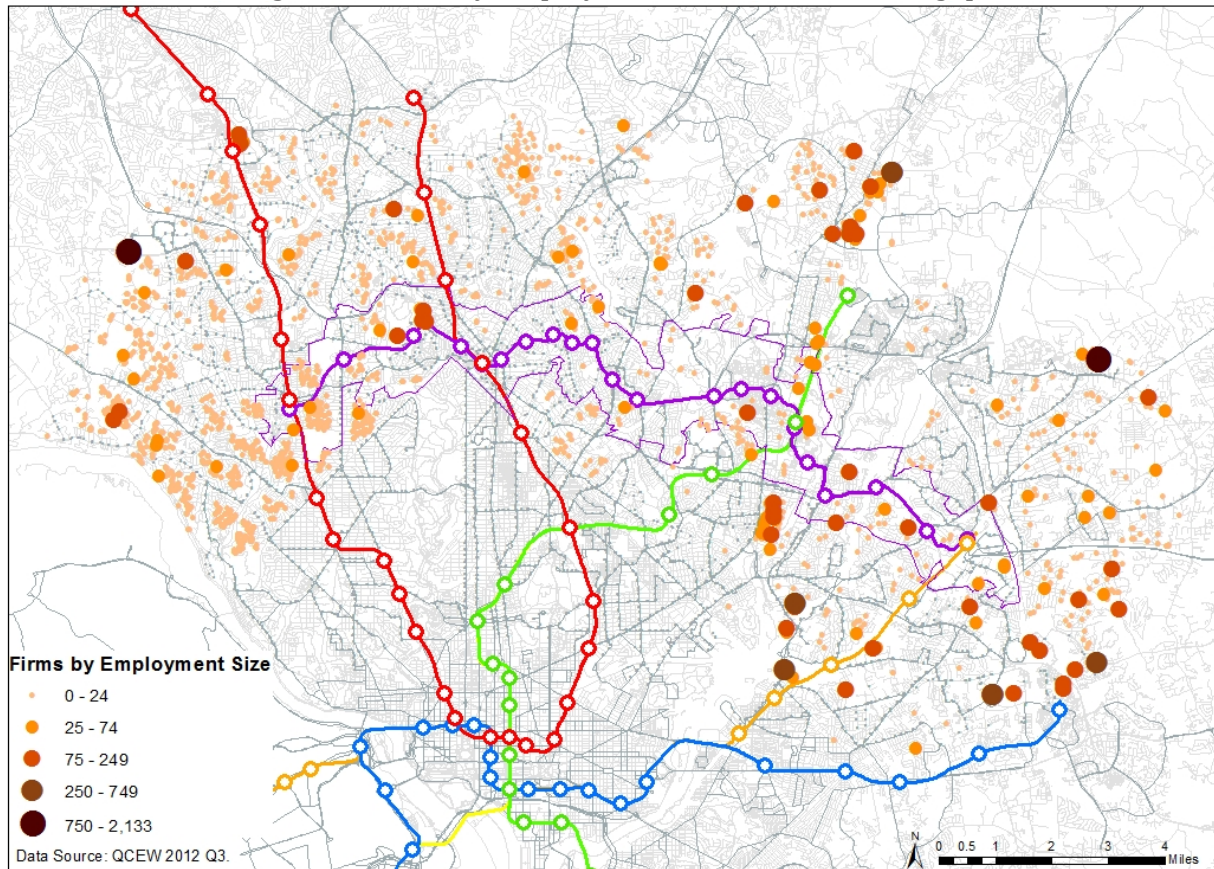 Firms by Employment Size
0 - 24
25 - 74
75 - 249
250 - 749
750 - 2,133
Data Source: QCEW 2012 Q3.
N
0 0.5 1 2 3 4
Miles